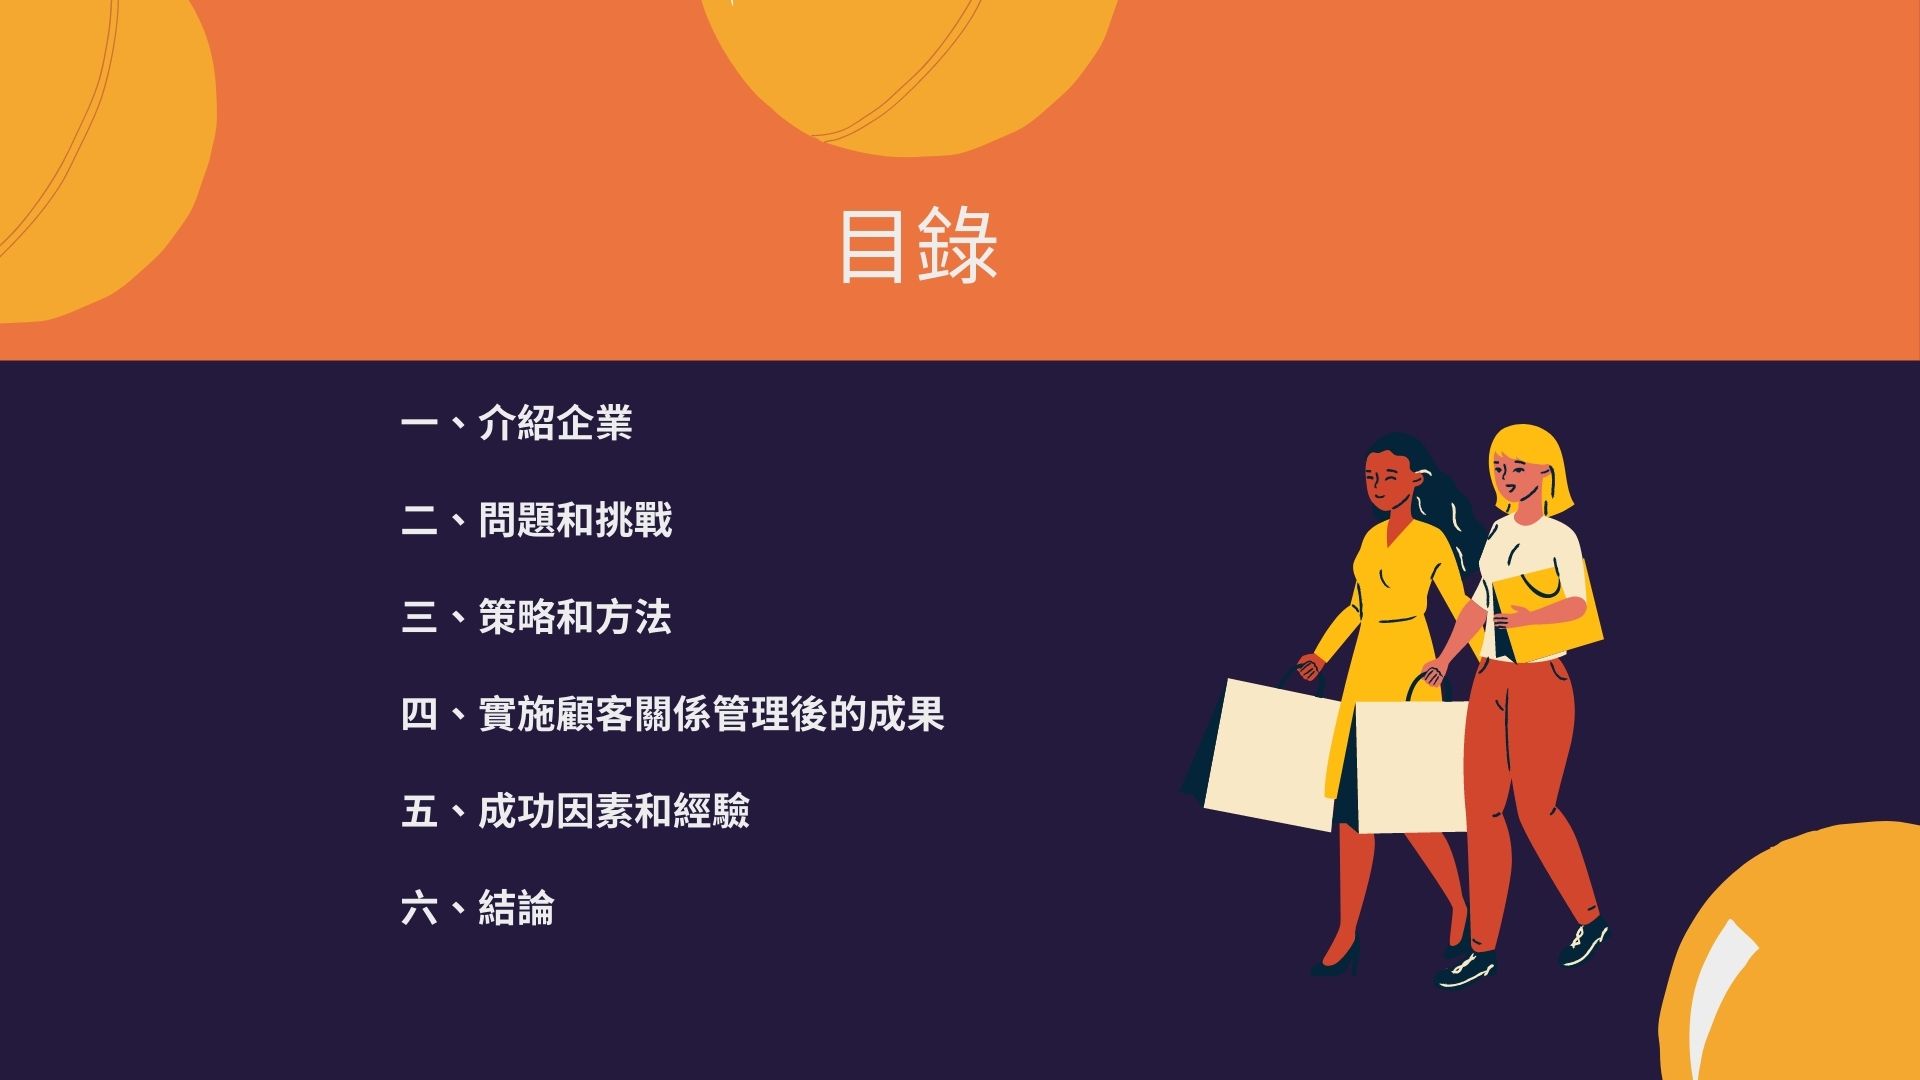 目錄
一、介紹企業
二、問題和挑戰
三、策略和方法
四、實施顧客關係管理後的成果
五、成功因素和經驗
六、結論